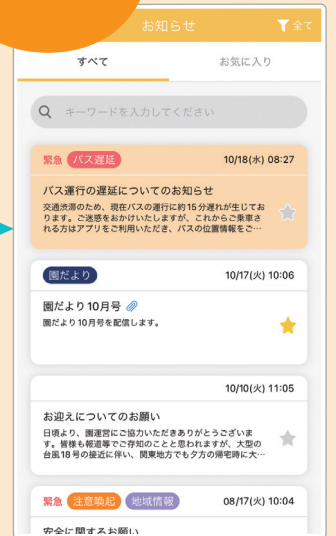 お知らせ
全て
すべて
お気に入り
キーワードを入力してください
緊急 バス遅延 10/18(水) 08:27
バス運行の遅延についてのお知らせ
交通渋滞のため、現在バスの運行に約15分遅れが生じてお
ります。ご迷惑をおかけいたしますが、これからご乗車さ
れる方はアプリをご利用いただき、バスの位置情報をご…
園だより 10/17(火) 10:06
園だより10月号
園だより10月号を配信します。
10/10(火) 11:05
お迎えについてのお願い
日頃より、園運営にご協力いただきありがとうございま
す。皆様も報道等でご存知のことと思われますが、大型の
台風18号の接近に伴い、関東地方でも夕方の帰宅時に大…
緊急 注意喚起 地域情報 08/17(火) 10:04
安全に関するお願い